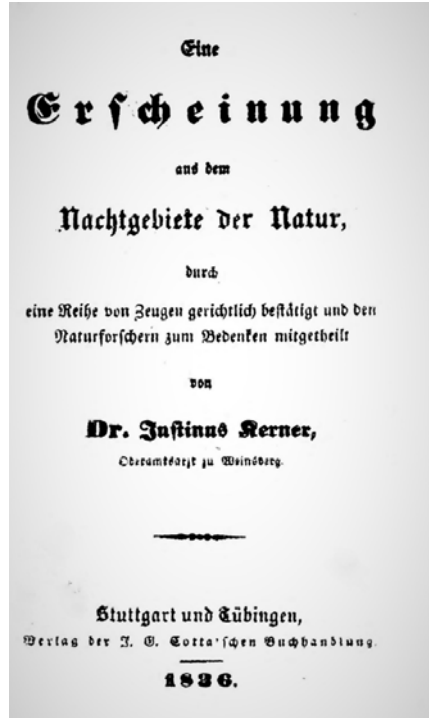 Eine
Erscheinung
aus dem
Nachtgebiete der Natur,
durch
eine Reihe von Zeugen gerichtlich bestätigt und den
Naturforschern zum Bedenken mitgetheilt
von
Dr. Justinus Kerner,
Oberamtsarzt zu Weinsberg.
Stuttgart und Tübingen,
Verlag der J. G. Cotta'schen Buchhandlung.
1836.